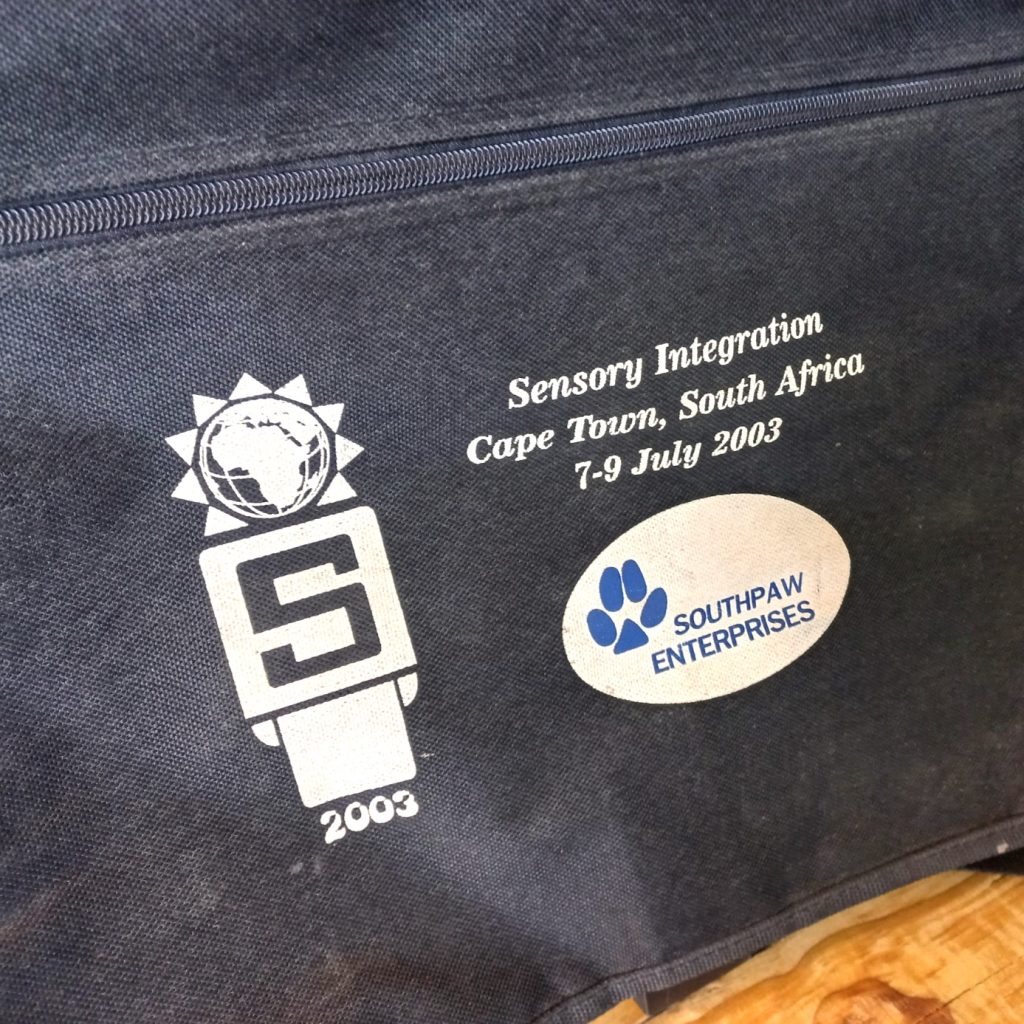 Sensory Integration
Cape Town, South Africa
7-9 July 2003
S
2003
SOUTHPAW
ENTERPRISES